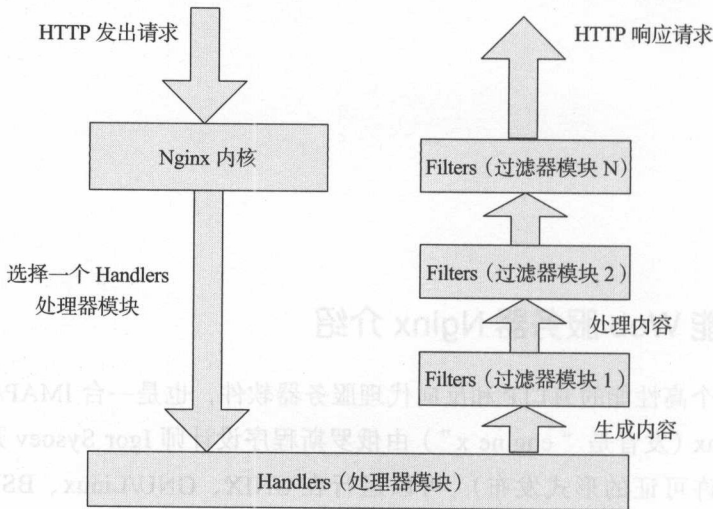 HTTP 发出请求
HTTP 响应请求
Nginx 内核
Filters（过滤器模块 N）
选择一个 Handlers
处理器模块
Filters（过滤器模块 2）
处理内容
Filters（过滤器模块 1）
生成内容
Handlers（处理器模块）